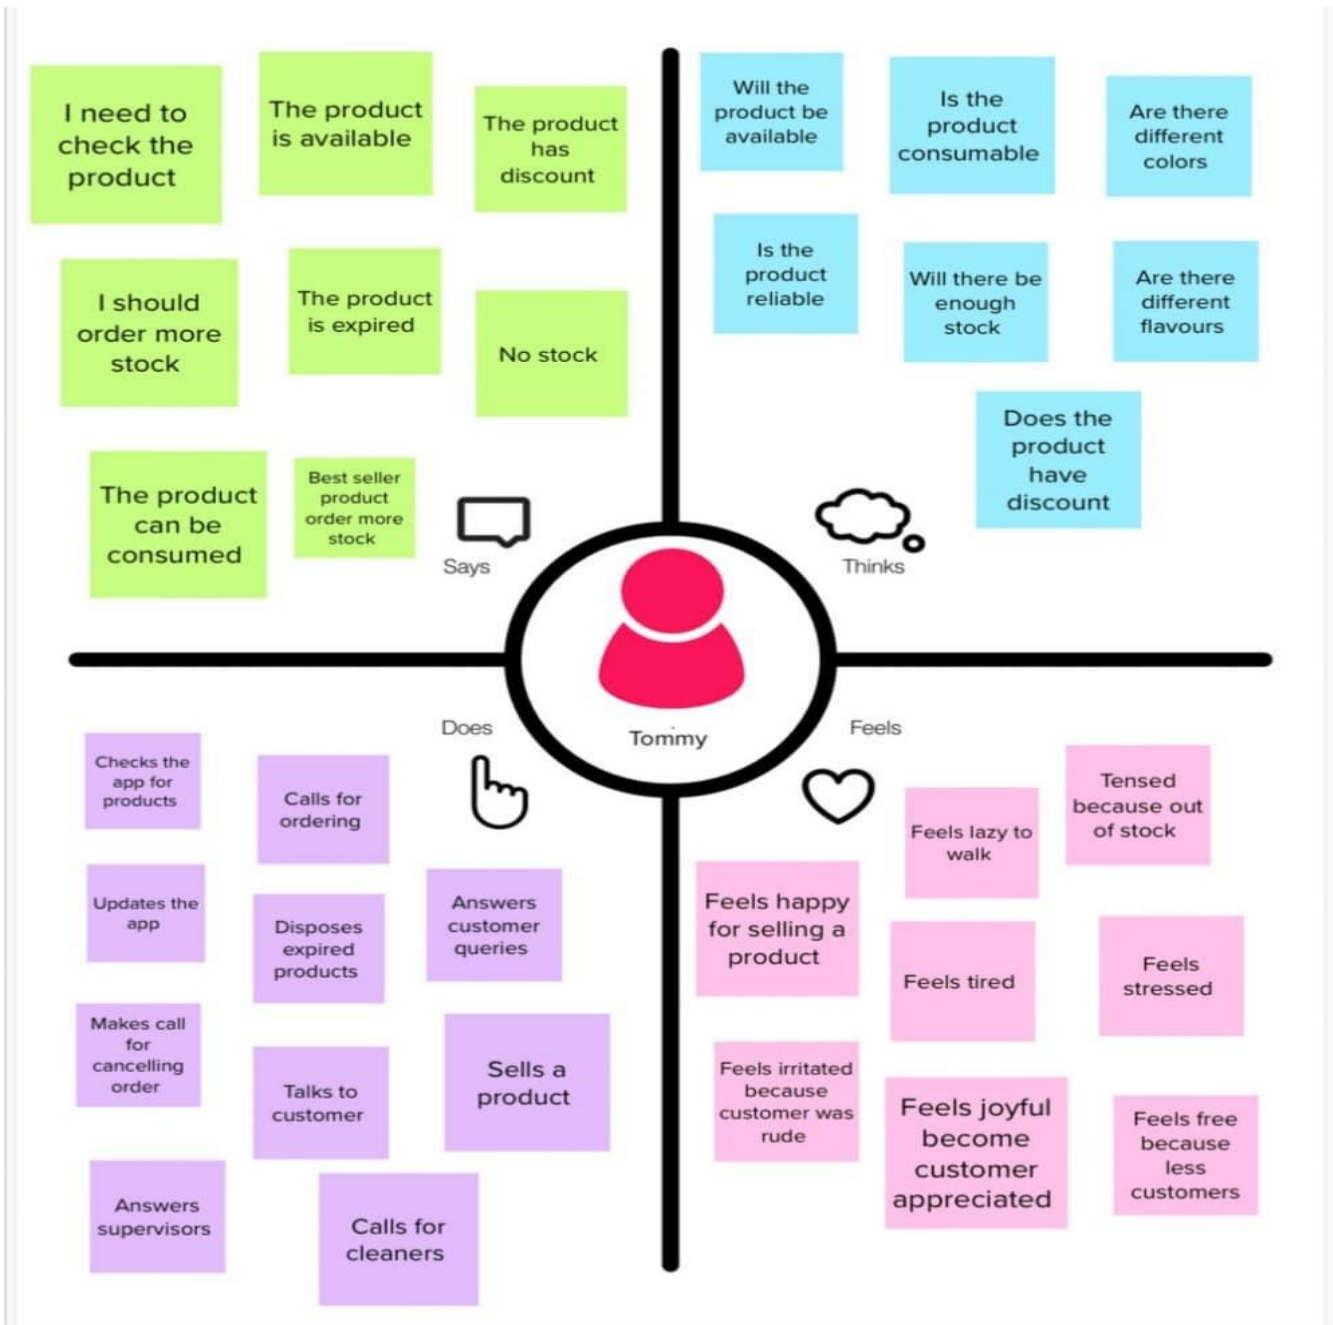 I need to
check the
product
The product
is available
The product
has
discount
I should
order more
stock
The product
is expired
No stock
The product
can be
consumed
Best seller
product
order more
stock
Says
Will the
product be
available
Is the
product
consumable
Are there
different
colors
Is the
product
reliable
Will there be
enough
stock
Are there
different
flavours
Does the
product
have
discount
Thinks
Tommy
Does
Checks the
app for
products
Calls for
ordering
Updates the
app
Disposes
expired
products
Answers
customer
queries
Makes call
for
cancelling
order
Talks to
customer
Sells a
product
Answers
supervisors
Calls for
cleaners
Feels
Tensed
because out
of stock
Feels lazy to
walk
Feels happy
for selling a
product
Feels tired
Feels
stressed
Feels irritated
because
customer was
rude
Feels joyful
become
customer
appreciated
Feels free
because
less
customers